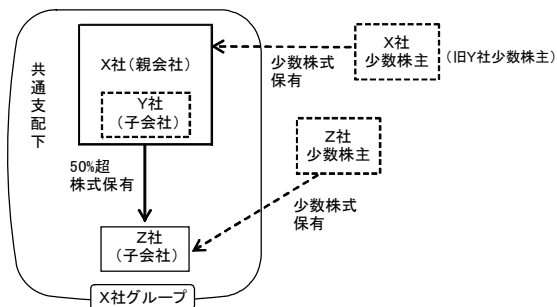 共通支配下
X社(親会社)
Y社
(子会社)
少数株式
保有
X社
少数株主
(旧Y社少数株主)
50%超
株式保有
Z社
少数株主
少数株式
保有
Z社
(子会社)
X社グループ